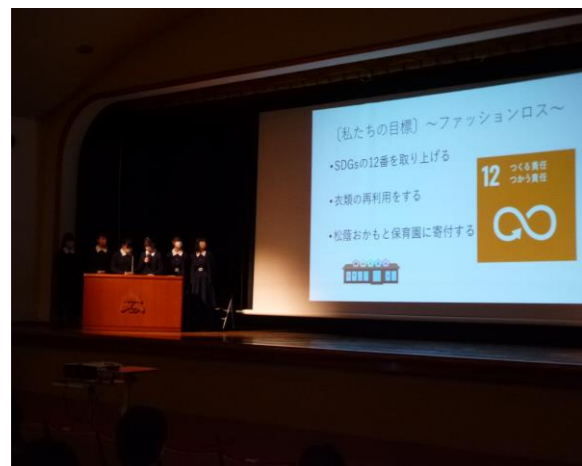 〔私たちの目標〕～ファッションロス～
•SDGsの12番を取り上げる
12 つくる責任
つかう責任
•衣類の再利用をする
•松蔭おかもと保育園に寄付する